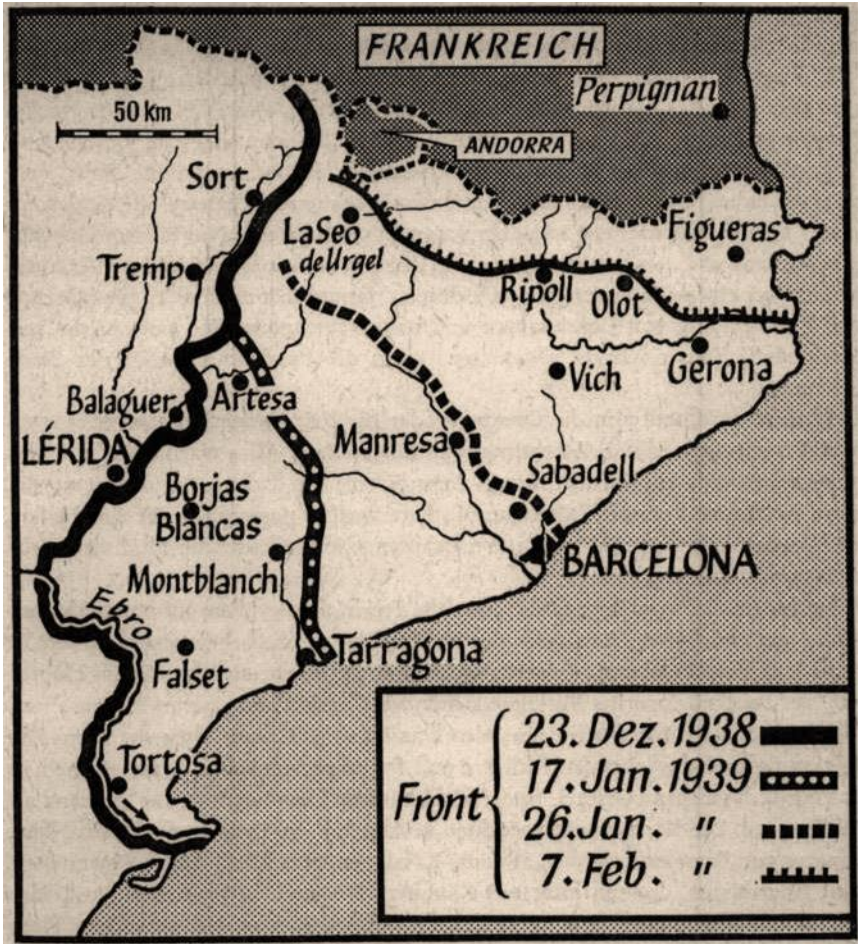 FRANKREICH
50 km
Perpignan
ANDORRA
Sort
La Seo
de Urgel
Figueras
Tremp
Ripoll
Olot
Balaguer
Artesa
Vich
Gerona
LÉRIDA
Manresa
Borjas
Blancas
Sabadell
Montblanch
BARCELONA
Ebro
Falset
Tarragona
Tortosa
Front
23. Dez. 1938
17. Jan. 1939
26. Jan. "
7. Feb. "